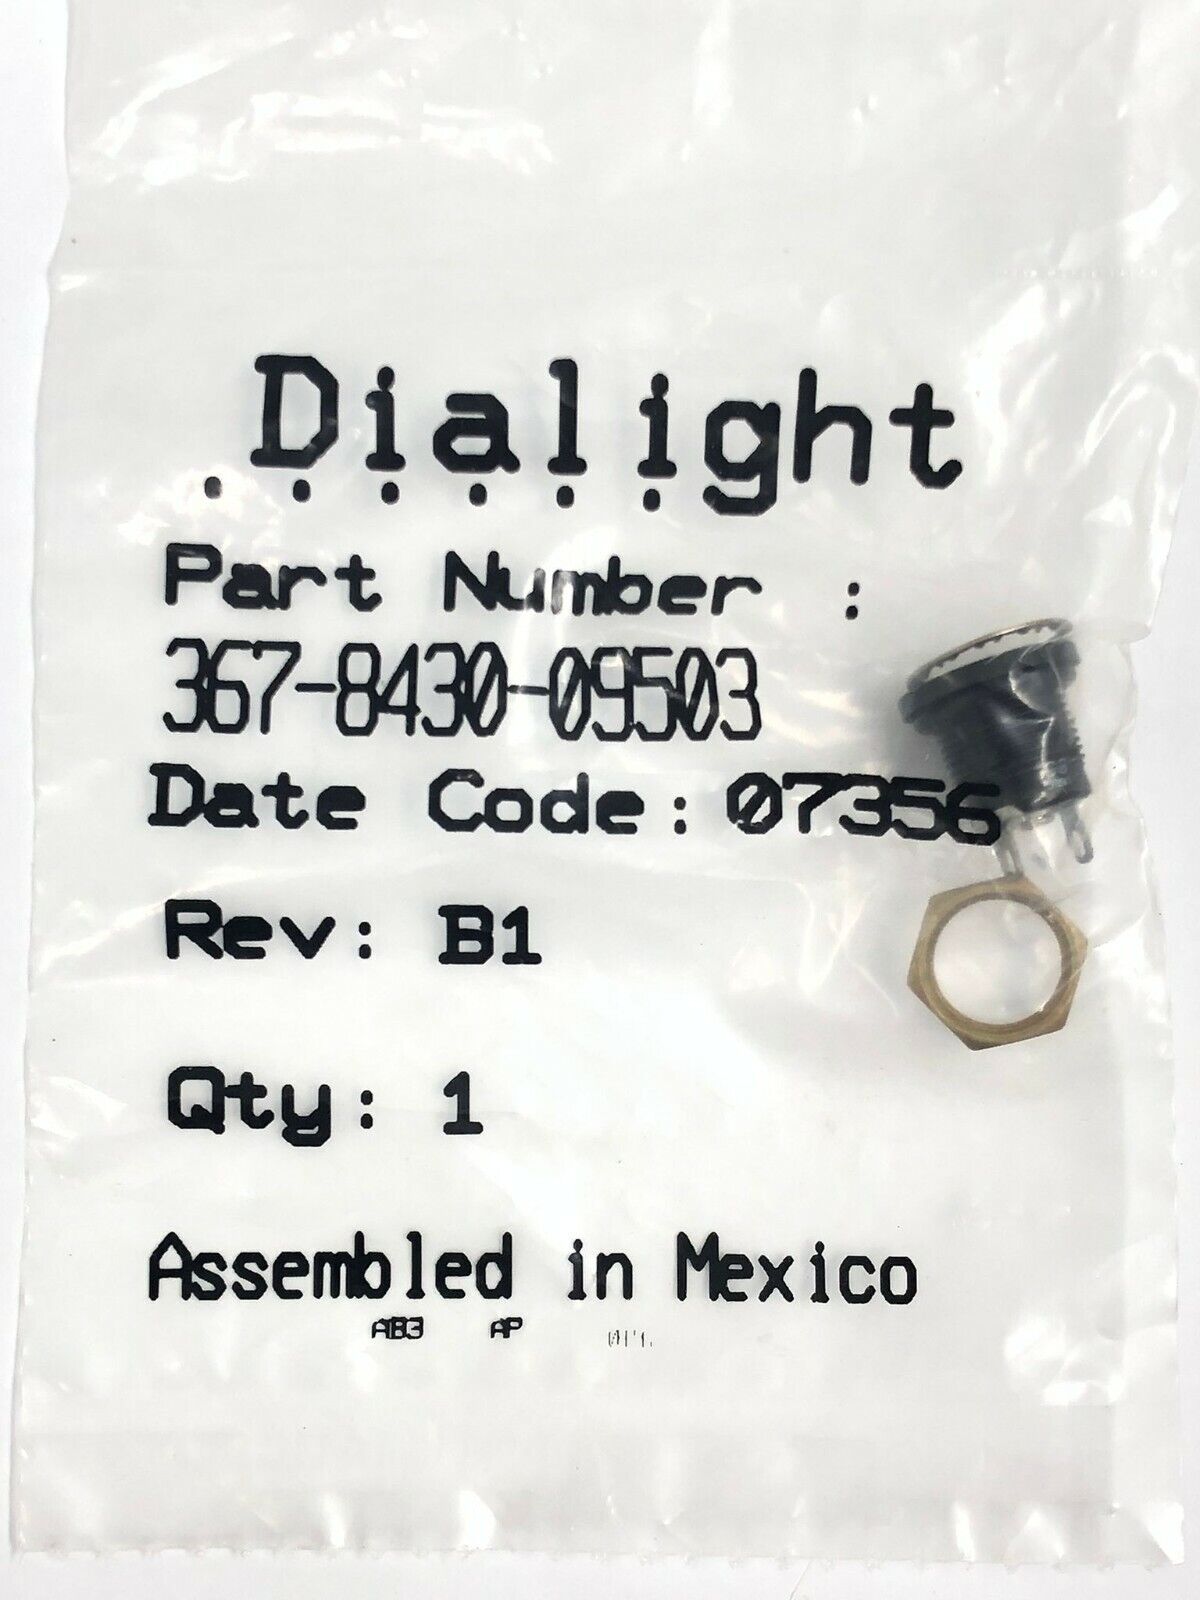 Dialight
Part Number :
367-8430-09503
Date Code: 07356
Rev: B1
Qty: 1
Assembled in Mexico
AB3 AP